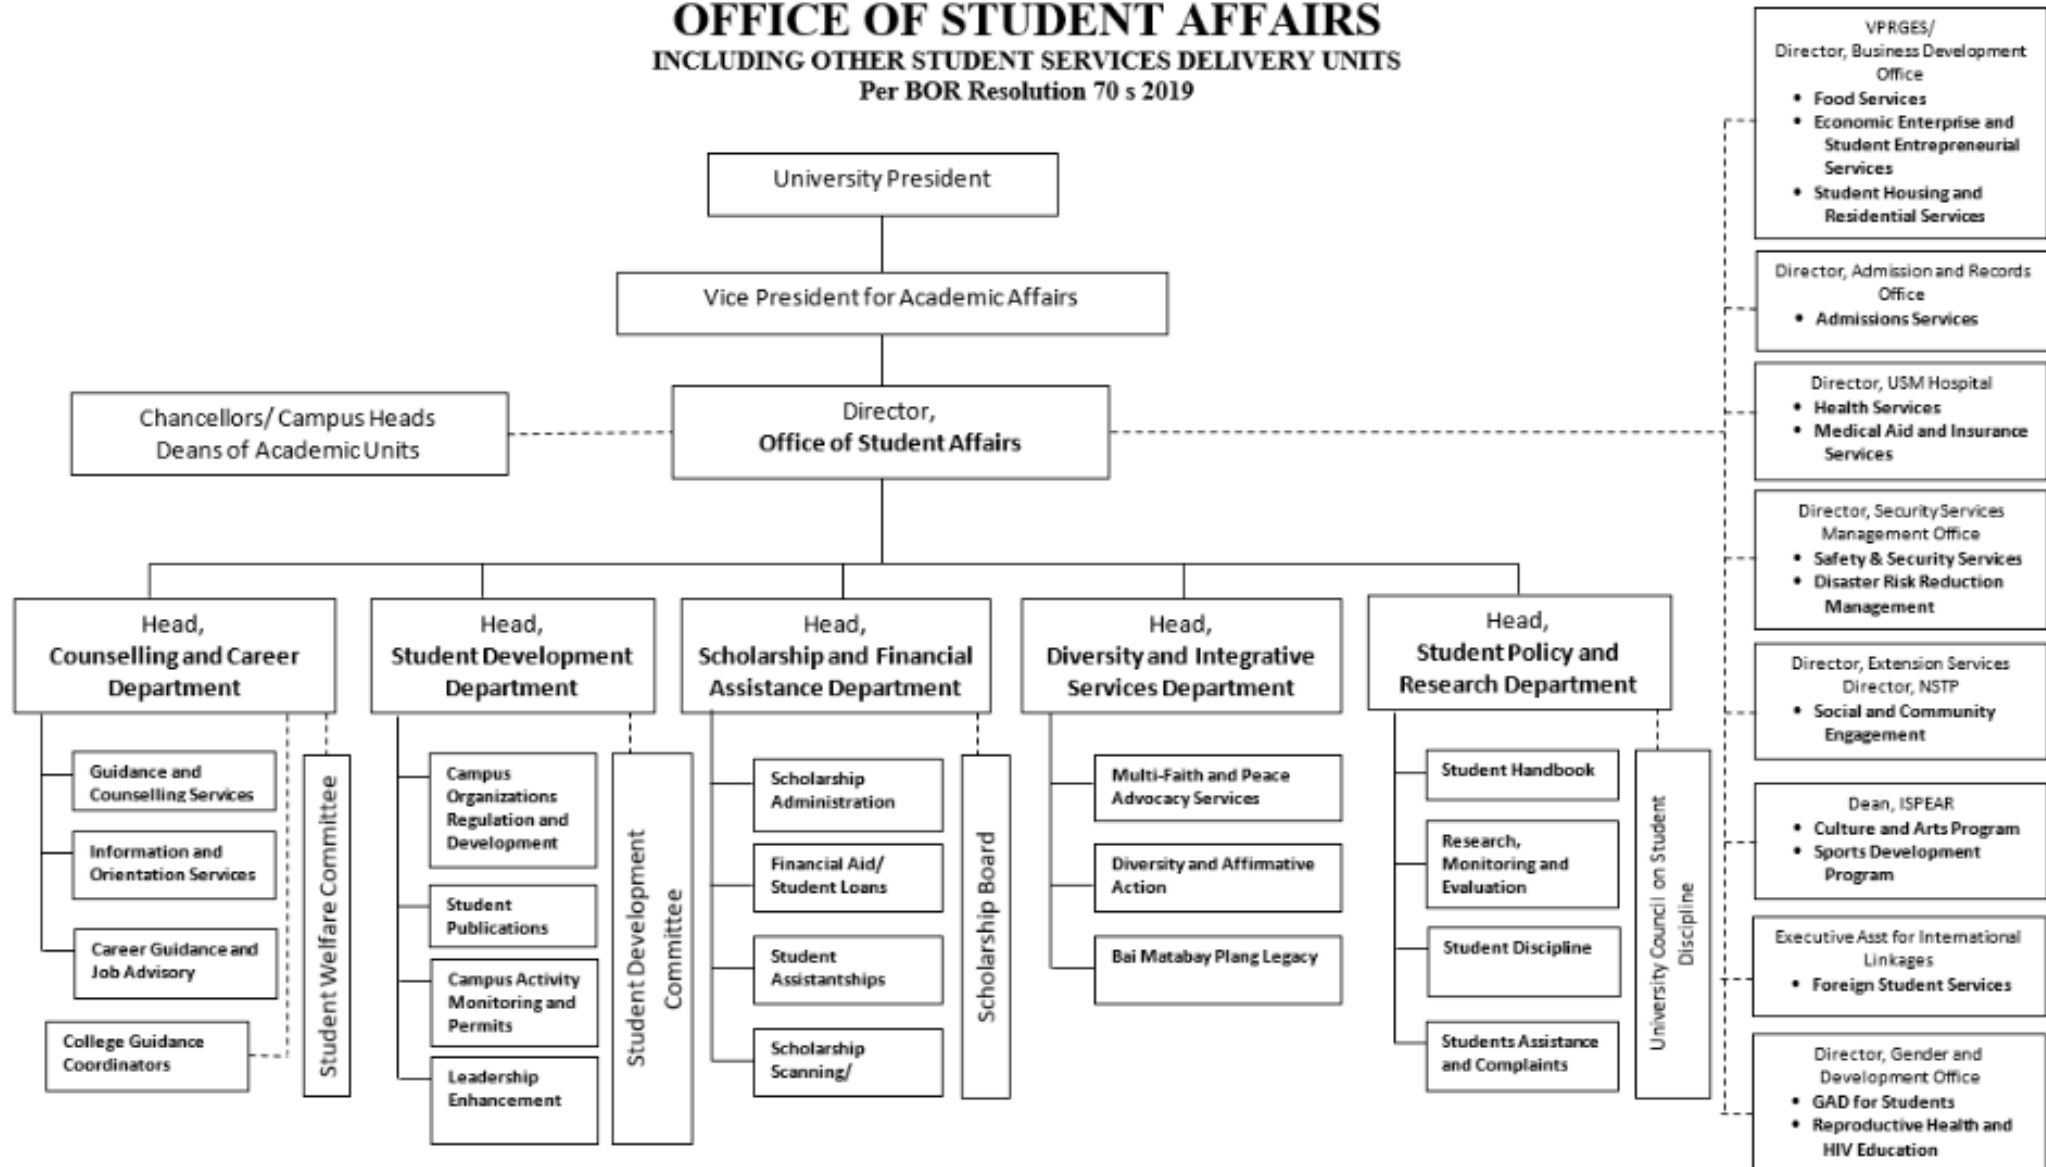 OFFICE OF STUDENT AFFAIRS
INCLUDING OTHER STUDENT SERVICES DELIVERY UNITS
Per BOR Resolution 70 s 2019
University President
Vice President for Academic Affairs
Chancellors/ Campus Heads
Deans of Academic Units
Director,
Office of Student Affairs
Head,
Counselling and Career
Department
Guidance and
Counselling Services
Information and
Orientation Services
Career Guidance and
Job Advisory
College Guidance
Coordinators
Student Welfare Committee
Head,
Student Development
Department
Campus
Organizations
Regulation and
Development
Student
Publications
Campus Activity
Monitoring and
Permits
Leadership
Enhancement
Student Development
Committee
Head,
Scholarship and Financial
Assistance Department
Scholarship
Administration
Financial Aid/
Student Loans
Student
Assistantships
Scholarship
Scanning/
Scholarship Board
Head,
Diversity and Integrative
Services Department
Multi-Faith and Peace
Advocacy Services
Diversity and Affirmative
Action
Bai Matabay Plang Legacy
Head,
Student Policy and
Research Department
Student Handbook
Research,
Monitoring and
Evaluation
Student Discipline
Students Assistance
and Complaints
University Council on Student
Discipline
VPRGES/
Director, Business Development
Office
• Food Services
• Economic Enterprise and
Student Entrepreneurial
Services
• Student Housing and
Residential Services
Director, Admission and Records
Office
• Admissions Services
Director, USM Hospital
• Health Services
• Medical Aid and Insurance
Services
Director, Security Services
Management Office
• Safety & Security Services
• Disaster Risk Reduction
Management
Director, Extension Services
Director, NSTP
• Social and Community
Engagement
Dean, ISPEAR
• Culture and Arts Program
• Sports Development
Program
Executive Asst for International
Linkages
• Foreign Student Services
Director, Gender and
Development Office
• GAD for Students
• Reproductive Health and
HIV Education